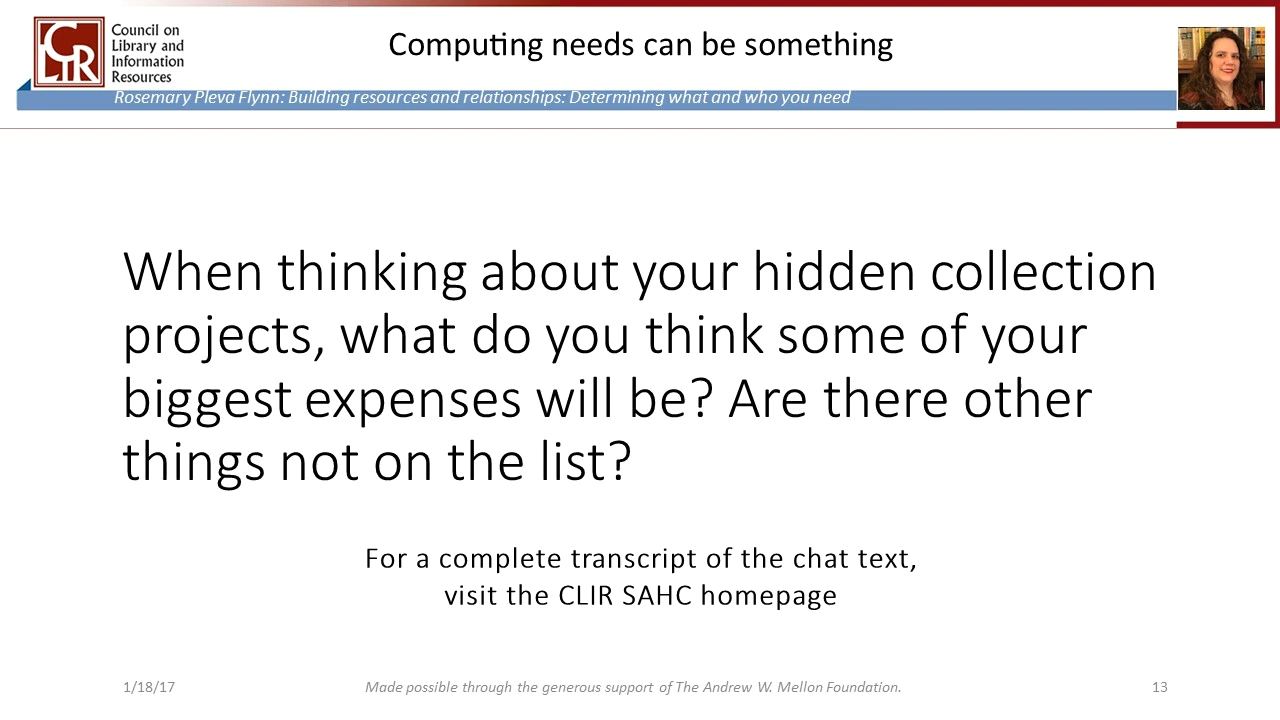 CLIR
Council on
Library and
Information
Resources
Computing needs can be something
Rosemary Pleva Flynn: Building resources and relationships: Determining what and who you need
When thinking about your hidden collection
projects, what do you think some of your
biggest expenses will be? Are there other
things not on the list?
For a complete transcript of the chat text,
visit the CLIR SAHC homepage
1/18/17
Made possible through the generous support of The Andrew W. Mellon Foundation.
13